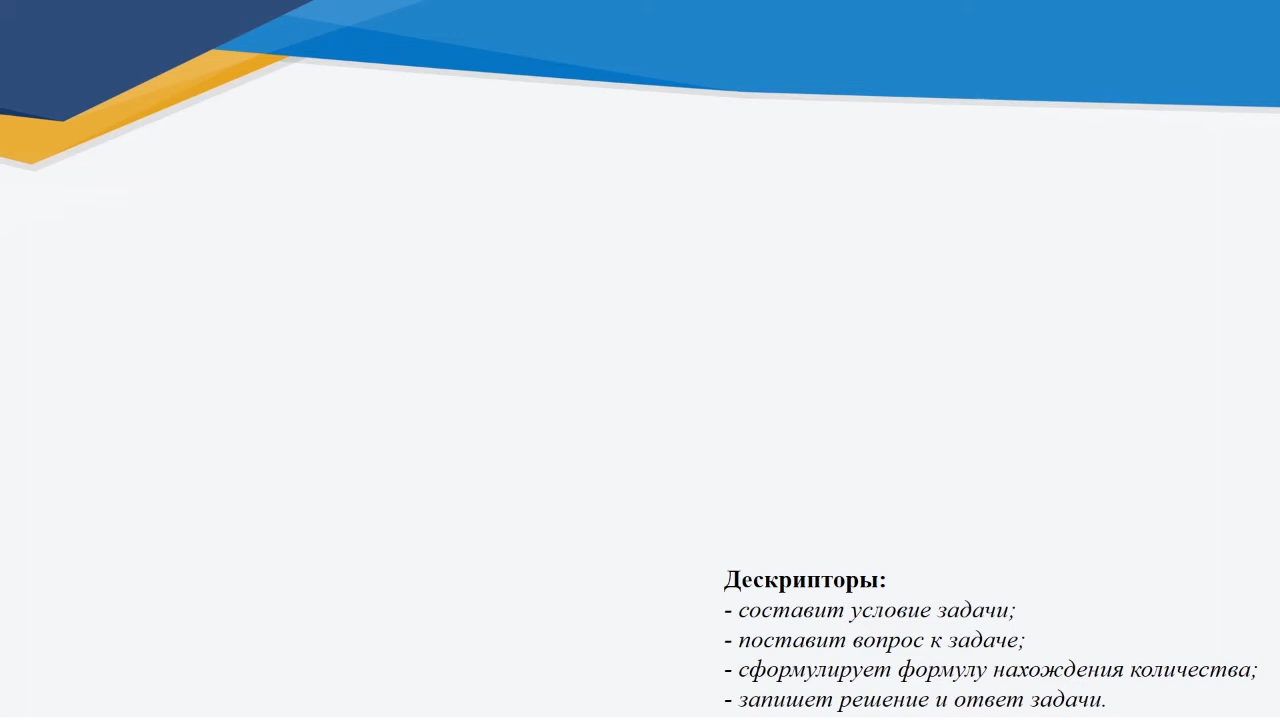 Дескрипторы:
- составит условие задачи;
- поставит вопрос к задаче;
- сформулирует формулу нахождения количества;
- запишет решение и ответ задачи.